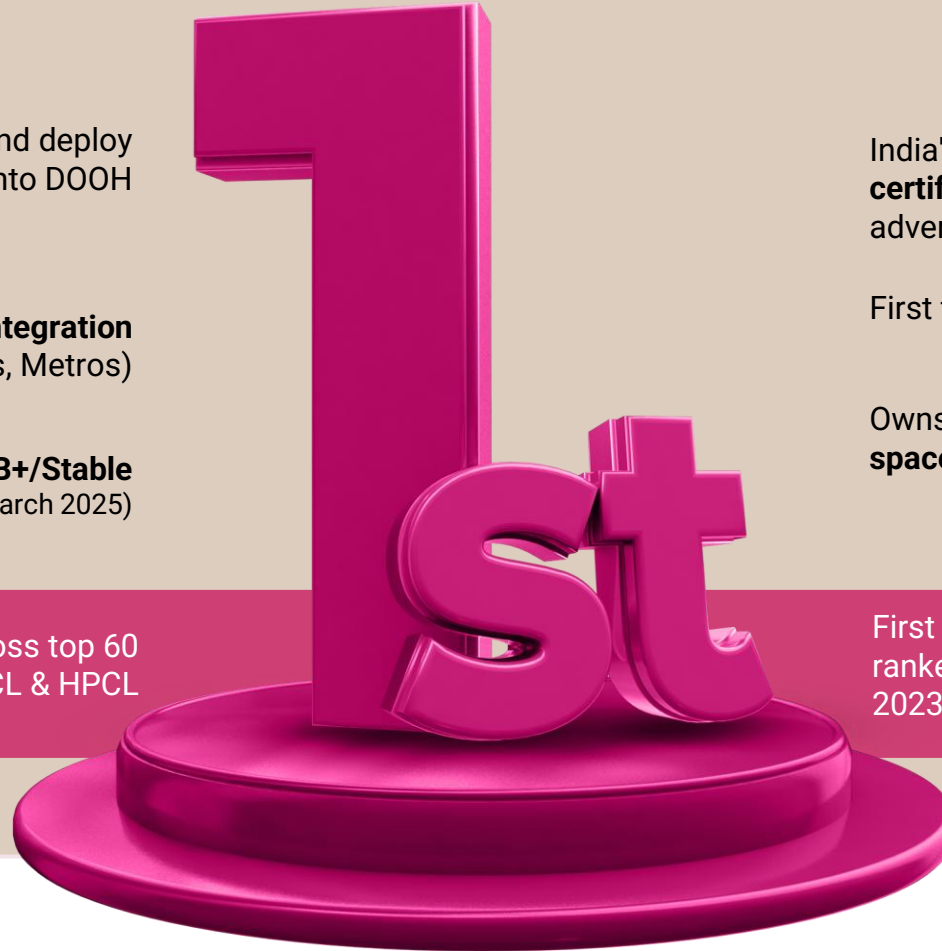 nd deploy
nto DOOH
ntegration
s, Metros)
B+/Stable
arch 2025)
oss top 60
CL & HPCL
1st
India'
certif
adver
First
Owns
space
First
ranke
2023